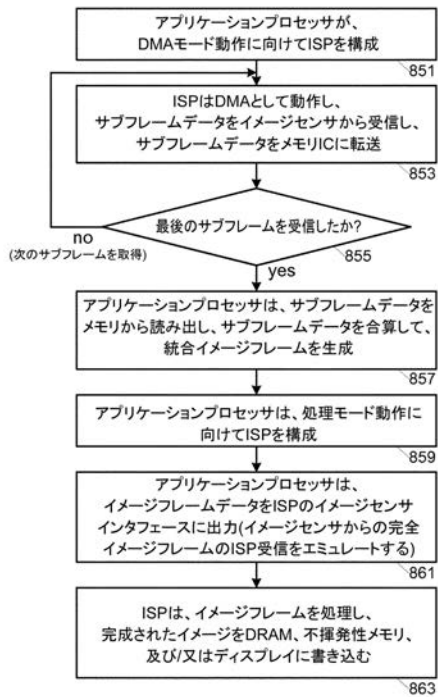 アプリケーションプロセッサが、
DMAモード動作に向けてISPを構成
851
ISPはDMAとして動作し、
サブフレームデータをイメージセンサから受信し、
サブフレームデータをメモリICに転送
853
最後のサブフレームを受信したか?
855
no
(次のサブフレームを取得)
yes
アプリケーションプロセッサは、サブフレームデータを
メモリから読み出し、サブフレームデータを合算して、
統合イメージフレームを生成
857
アプリケーションプロセッサは、処理モード動作に
向けてISPを構成
859
アプリケーションプロセッサは、
イメージフレームデータをISPのイメージセンサ
インタフェースに出力(イメージセンサからの完全
イメージフレームのISP受信をエミュレートする)
861
ISPは、イメージフレームを処理し、
完成されたイメージをDRAM、不揮発性メモリ、
及び/又はディスプレイに書き込む
863